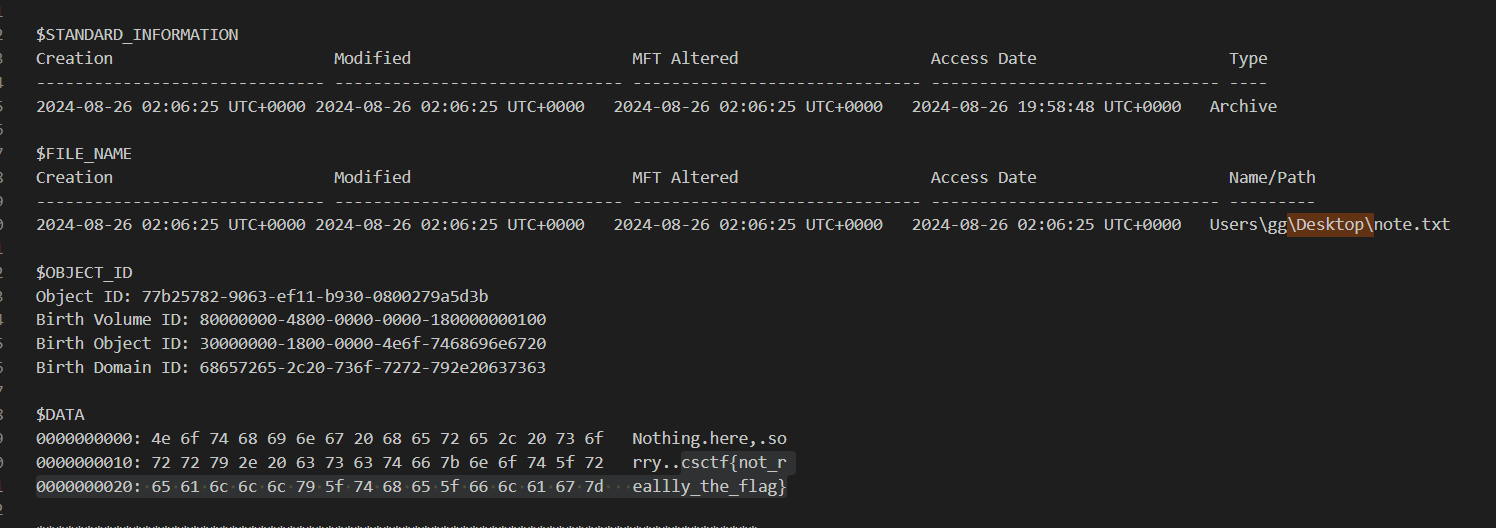 $STANDARD_INFORMATION
Creation Modified MFT Altered Access Date Type
------------------------------ ------------------------------ ------------------------------ ------------------------------ ----
2024-08-26 02:06:25 UTC+0000 2024-08-26 02:06:25 UTC+0000 2024-08-26 02:06:25 UTC+0000 2024-08-26 19:58:48 UTC+0000 Archive
$FILE_NAME
Creation Modified MFT Altered Access Date Name/Path
------------------------------ ------------------------------ ------------------------------ ------------------------------ ---------
2024-08-26 02:06:25 UTC+0000 2024-08-26 02:06:25 UTC+0000 2024-08-26 02:06:25 UTC+0000 2024-08-26 02:06:25 UTC+0000 Users\gg\Desktop\note.txt
$OBJECT_ID
Object ID: 77b25782-9063-ef11-b930-0800279a5d3b
Birth Volume ID: 80000000-4800-0000-0000-180000000100
Birth Object ID: 30000000-1800-0000-4e6f-7468696e6720
Birth Domain ID: 68657265-2c20-736f-7272-792e20637363
$DATA
0000000000: 4e 6f 74 68 69 6e 67 20 68 65 72 65 2c 20 73 6f Nothing.here,.so
0000000010: 72 72 79 2e 20 63 73 63 74 66 7b 6e 6f 74 5f 72 rry..csctf{not_r
0000000020: 65 61 6c 6c 6c 79 5f 74 68 65 5f 66 6c 61 67 7d eallly_the_flag}